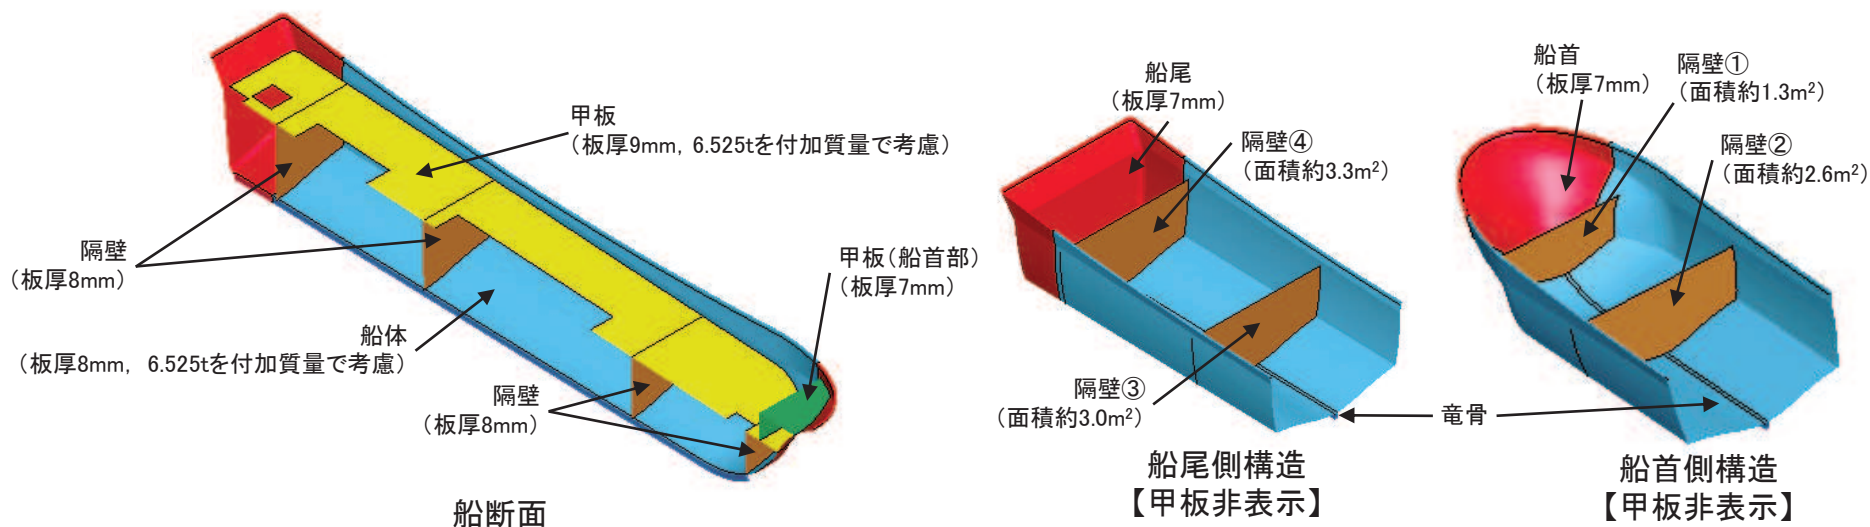 甲板
(板厚9mm, 6.525tを付加質量で考慮)
隔壁
(板厚8mm)
甲板(船首部)
(板厚7mm)
船体
(板厚8mm, 6.525tを付加質量で考慮)
隔壁
(板厚8mm)
船断面
船尾
(板厚7mm)
隔壁④
(面積約3.3m²)
隔壁③
(面積約3.0m²)
竜骨
船尾側構造
【甲板非表示】
船首
(板厚7mm)
隔壁①
(面積約1.3m²)
隔壁②
(面積約2.6m²)
船首側構造
【甲板非表示】